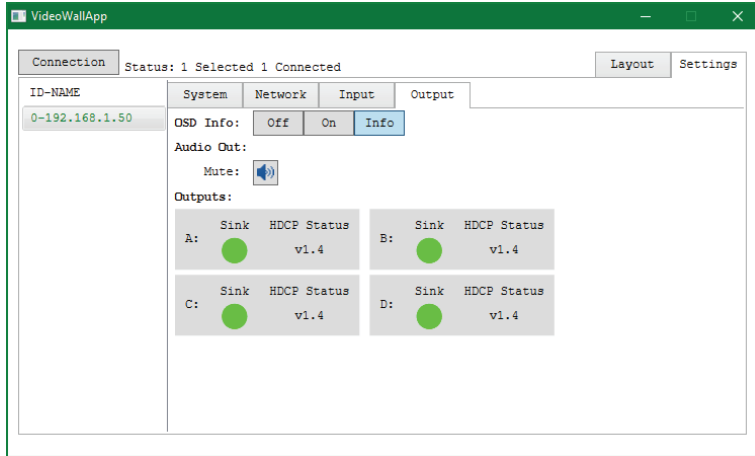 VideoWallApp
Connection Status: 1 Selected 1 Connected Layout Settings
ID-NAME System Network Input Output
0-192.168.1.50 OSD Info: Off On Info
Audio Out:
Mute:
Outputs:
A: Sink HDCP Status v1.4
B: Sink HDCP Status v1.4
C: Sink HDCP Status v1.4
D: Sink HDCP Status v1.4